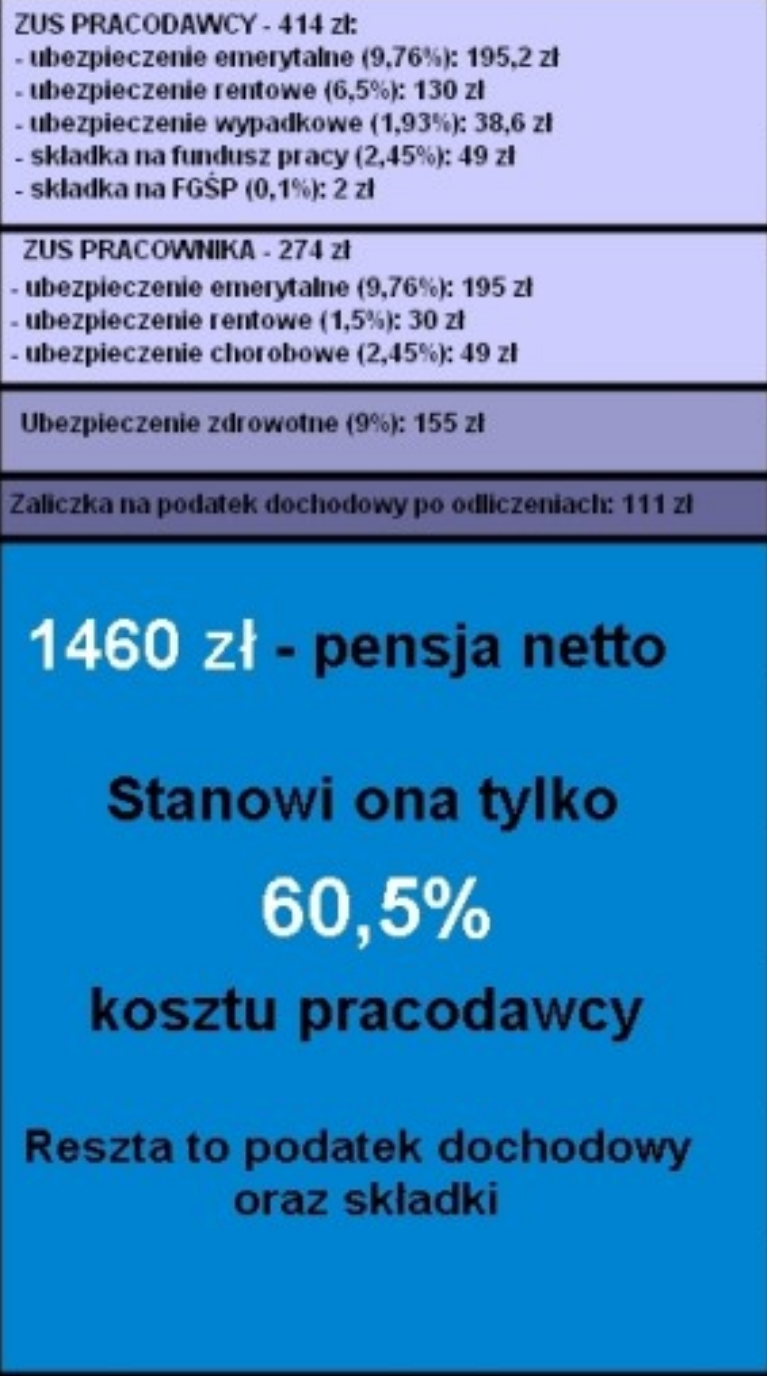 ZUS PRACODAWCY - 414 zł:
- ubezpieczenie emerytalne (9,76%): 195,2 zł
- ubezpieczenie rentowe (6,5%): 130 zł
- ubezpieczenie wypadkowe (1,93%): 38,6 zł
- składka na fundusz pracy (2,45%): 49 zł
- składka na FGŚP (0,1%): 2 zł
ZUS PRACOWNIKA - 274 zł
- ubezpieczenie emerytalne (9,76%): 195 zł
- ubezpieczenie rentowe (1,5%): 30 zł
- ubezpieczenie chorobowe (2,45%): 49 zł
Ubezpieczenie zdrowotne (9%): 155 zł
Zaliczka na podatek dochodowy po odliczeniach: 111 zł
1460 zł - pensja netto
Stanowi ona tylko
60,5%
kosztu pracodawcy
Reszta to podatek dochodowy
oraz składki